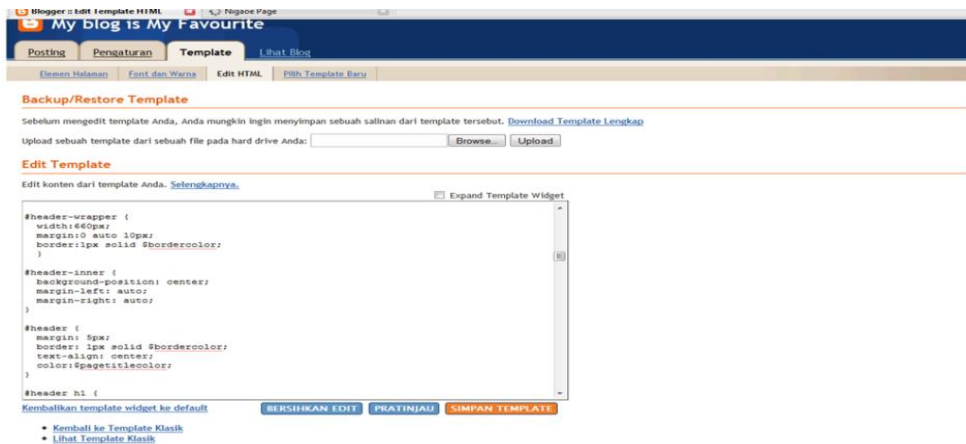 Blogger :: Edit Template HTML
Nigaoe Page
My blog is My Favourite
Posting Pengaturan Template Lihat Blog
Elemen Halaman Font dan Warna Edit HTML Pilih Template Baru
Backup/Restore Template
Sebelum mengedit template Anda, Anda mungkin ingin menyimpan sebuah salinan dari template tersebut. Download Template Lengkap
Upload sebuah template dari sebuah file pada hard drive Anda: Browse... Upload
Edit Template
Edit konten dari template Anda. Selengkapnya.
Expand Template Widget
#header-wrapper {
width:660px;
margin:0 auto 10px;
border:1px solid $bordercolor;
}
#header-inner {
background-position: center;
margin-left: auto;
margin-right: auto;
}
#header {
margin: 5px;
border: 1px solid $bordercolor;
text-align: center;
color:$pagetitlecolor;
}
#header h1 {
Kembalikan template widget ke default BERSIHKAN EDIT PRATINJAU SIMPAN TEMPLATE
• Kembali ke Template Klasik
• Lihat Template Klasik